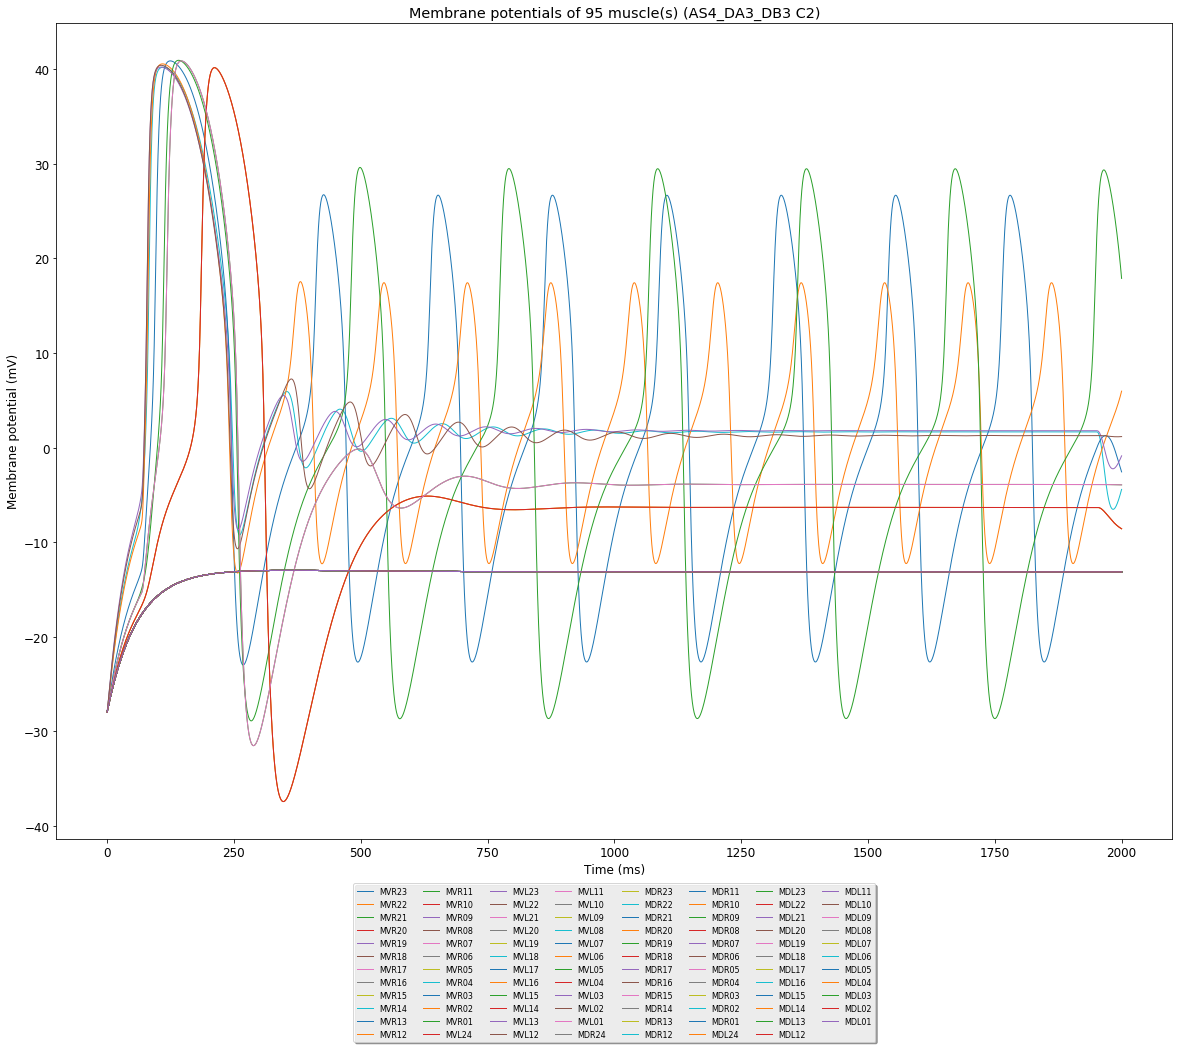 Membrane potentials of 95 muscle(s) (AS4_DA3_DB3 C2)
40
30
20
10
0
−10
−20
−30
−40
Membrane potential (mV)
0 250 500 750 1000 1250 1500 1750 2000
Time (ms)
MVR23 MVR11 MVL23 MVL11 MDR23 MDR11 MDL23 MDL11
MVR22 MVR10 MVL22 MVL10 MDR22 MDR10 MDL22 MDL10
MVR21 MVR09 MVL21 MVL09 MDR21 MDR09 MDL21 MDL09
MVR20 MVR08 MVL20 MVL08 MDR20 MDR08 MDL20 MDL08
MVR19 MVR07 MVL19 MVL07 MDR19 MDR07 MDL19 MDL07
MVR18 MVR06 MVL18 MVL06 MDR18 MDR06 MDL18 MDL06
MVR17 MVR05 MVL17 MVL05 MDR17 MDR05 MDL17 MDL05
MVR16 MVR04 MVL16 MVL04 MDR16 MDR04 MDL16 MDL04
MVR15 MVR03 MVL15 MVL03 MDR15 MDR03 MDL15 MDL03
MVR14 MVR02 MVL14 MVL02 MDR14 MDR02 MDL14 MDL02
MVR13 MVR01 MVL13 MVL01 MDR13 MDR01 MDL13 MDL01
MVR12 MVL24 MVL12 MDR24 MDR12 MDL24 MDL12